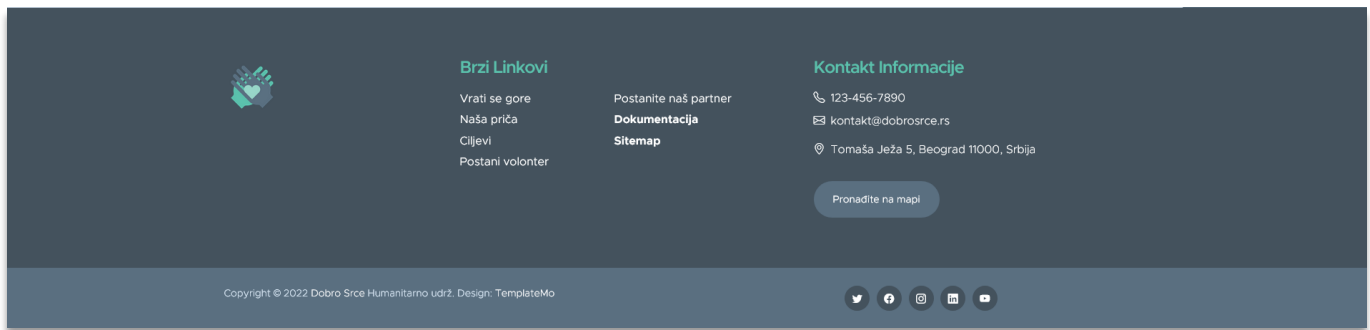 Brzi Linkovi
Vrati se gore
Naša priča
Ciljevi
Postani volonter
Postanite naš partner
Dokumentacija
Sitemap
Kontakt Informacije
123-456-7890
kontakt@dobrosrce.rs
Tomaša Ježa 5, Beograd 11000, Srbija
Pronađite na mapi
Copyright © 2022 Dobro Srce Humanitarno udrž. Design: TemplateMo